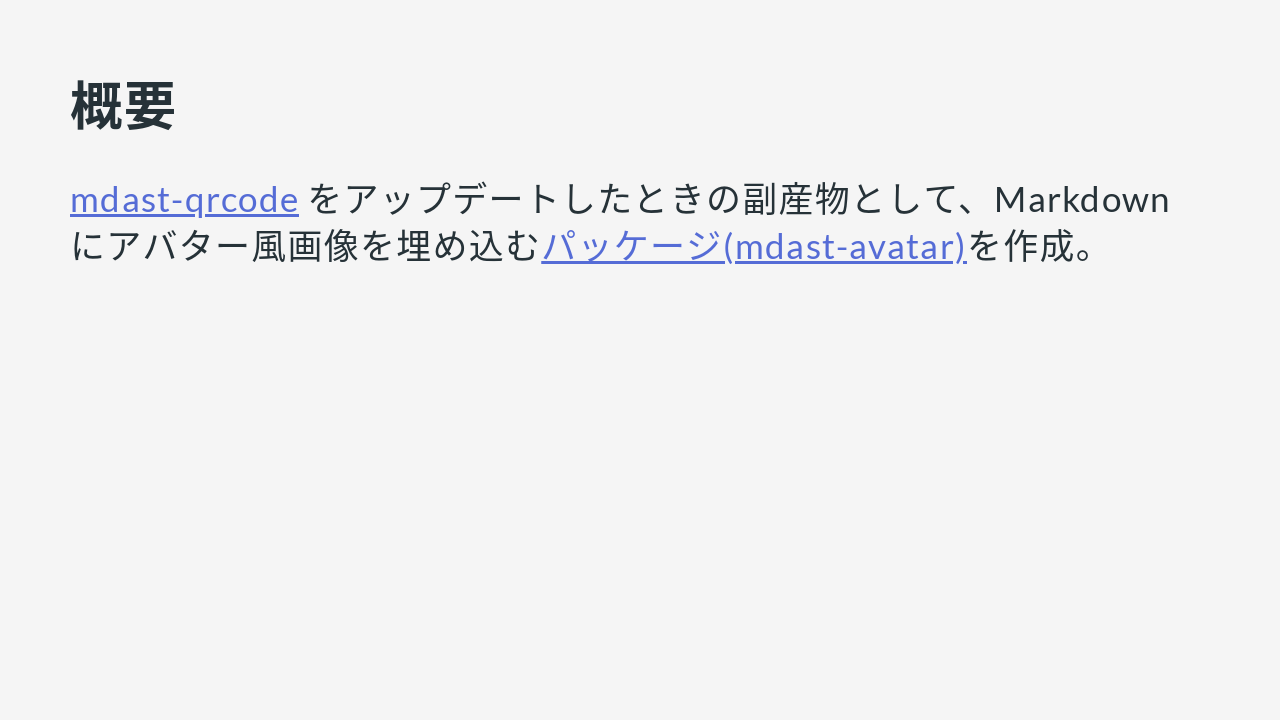 概要
mdast-qrcode をアップデートしたときの副産物として、Markdown
にアバター風画像を埋め込むパッケージ(mdast-avatar)を作成。